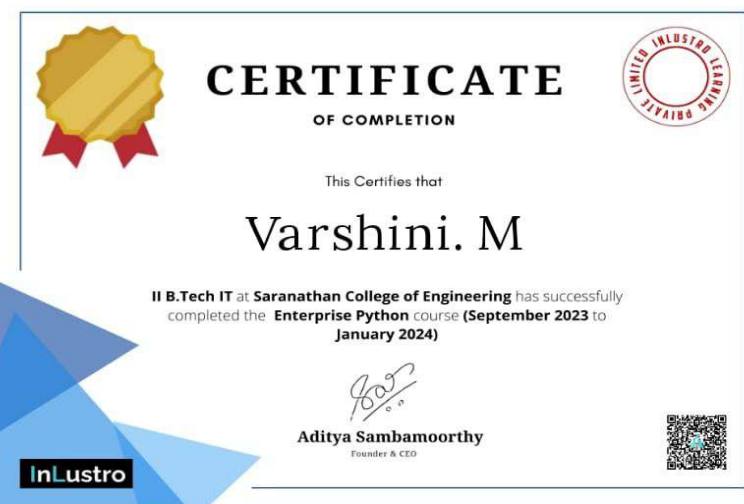 CERTIFICATE
OF COMPLETION
INLUSTRO LEARNING PRIVATE LIMITED
This Certifies that
Varshini. M
II B.Tech IT at Saranathan College of Engineering has successfully
completed the Enterprise Python course (September 2023 to
January 2024)
Aditya Sambamoorthy
Founder & CEO
InLustro